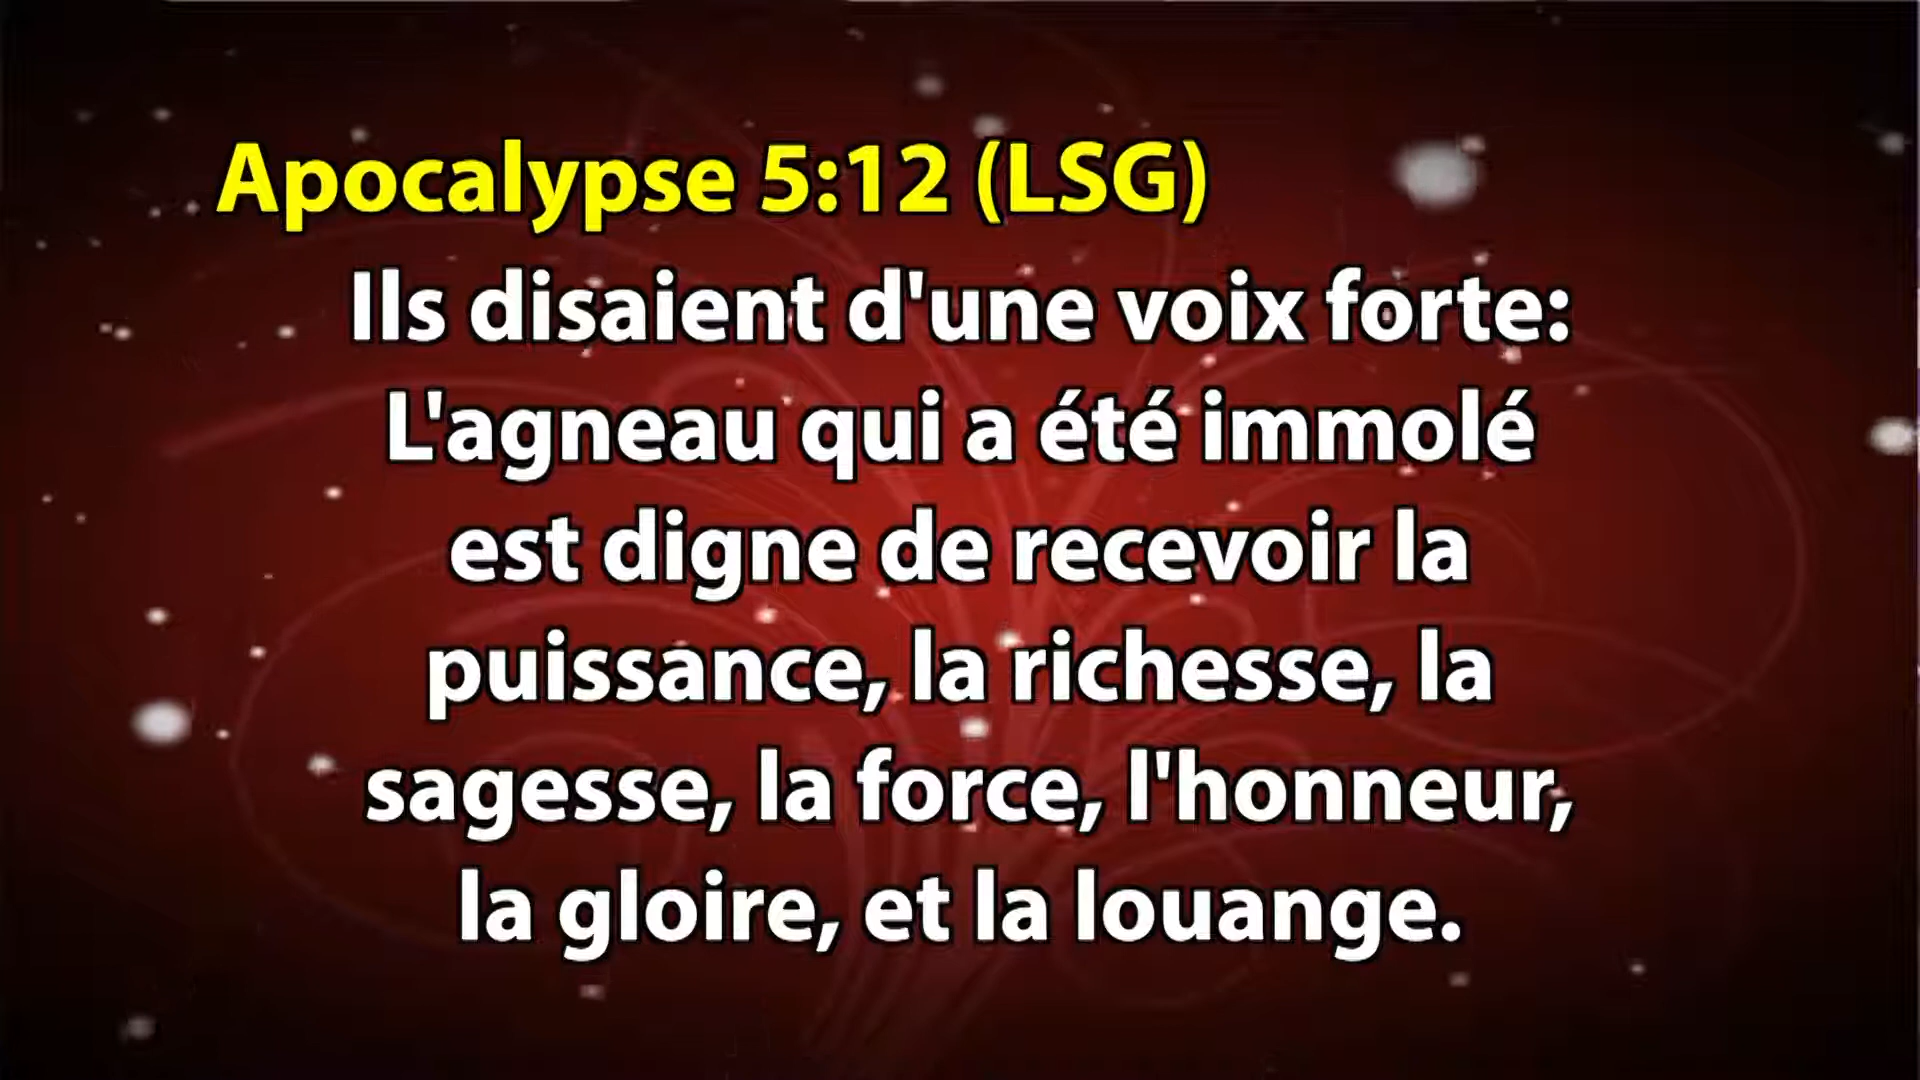 Apocalypse 5:12 (LSG)
Ils disaient d'une voix forte:
L'agneau qui a été immolé
est digne de recevoir la
puissance, la richesse, la
sagesse, la force, l'honneur,
la gloire, et la louange.